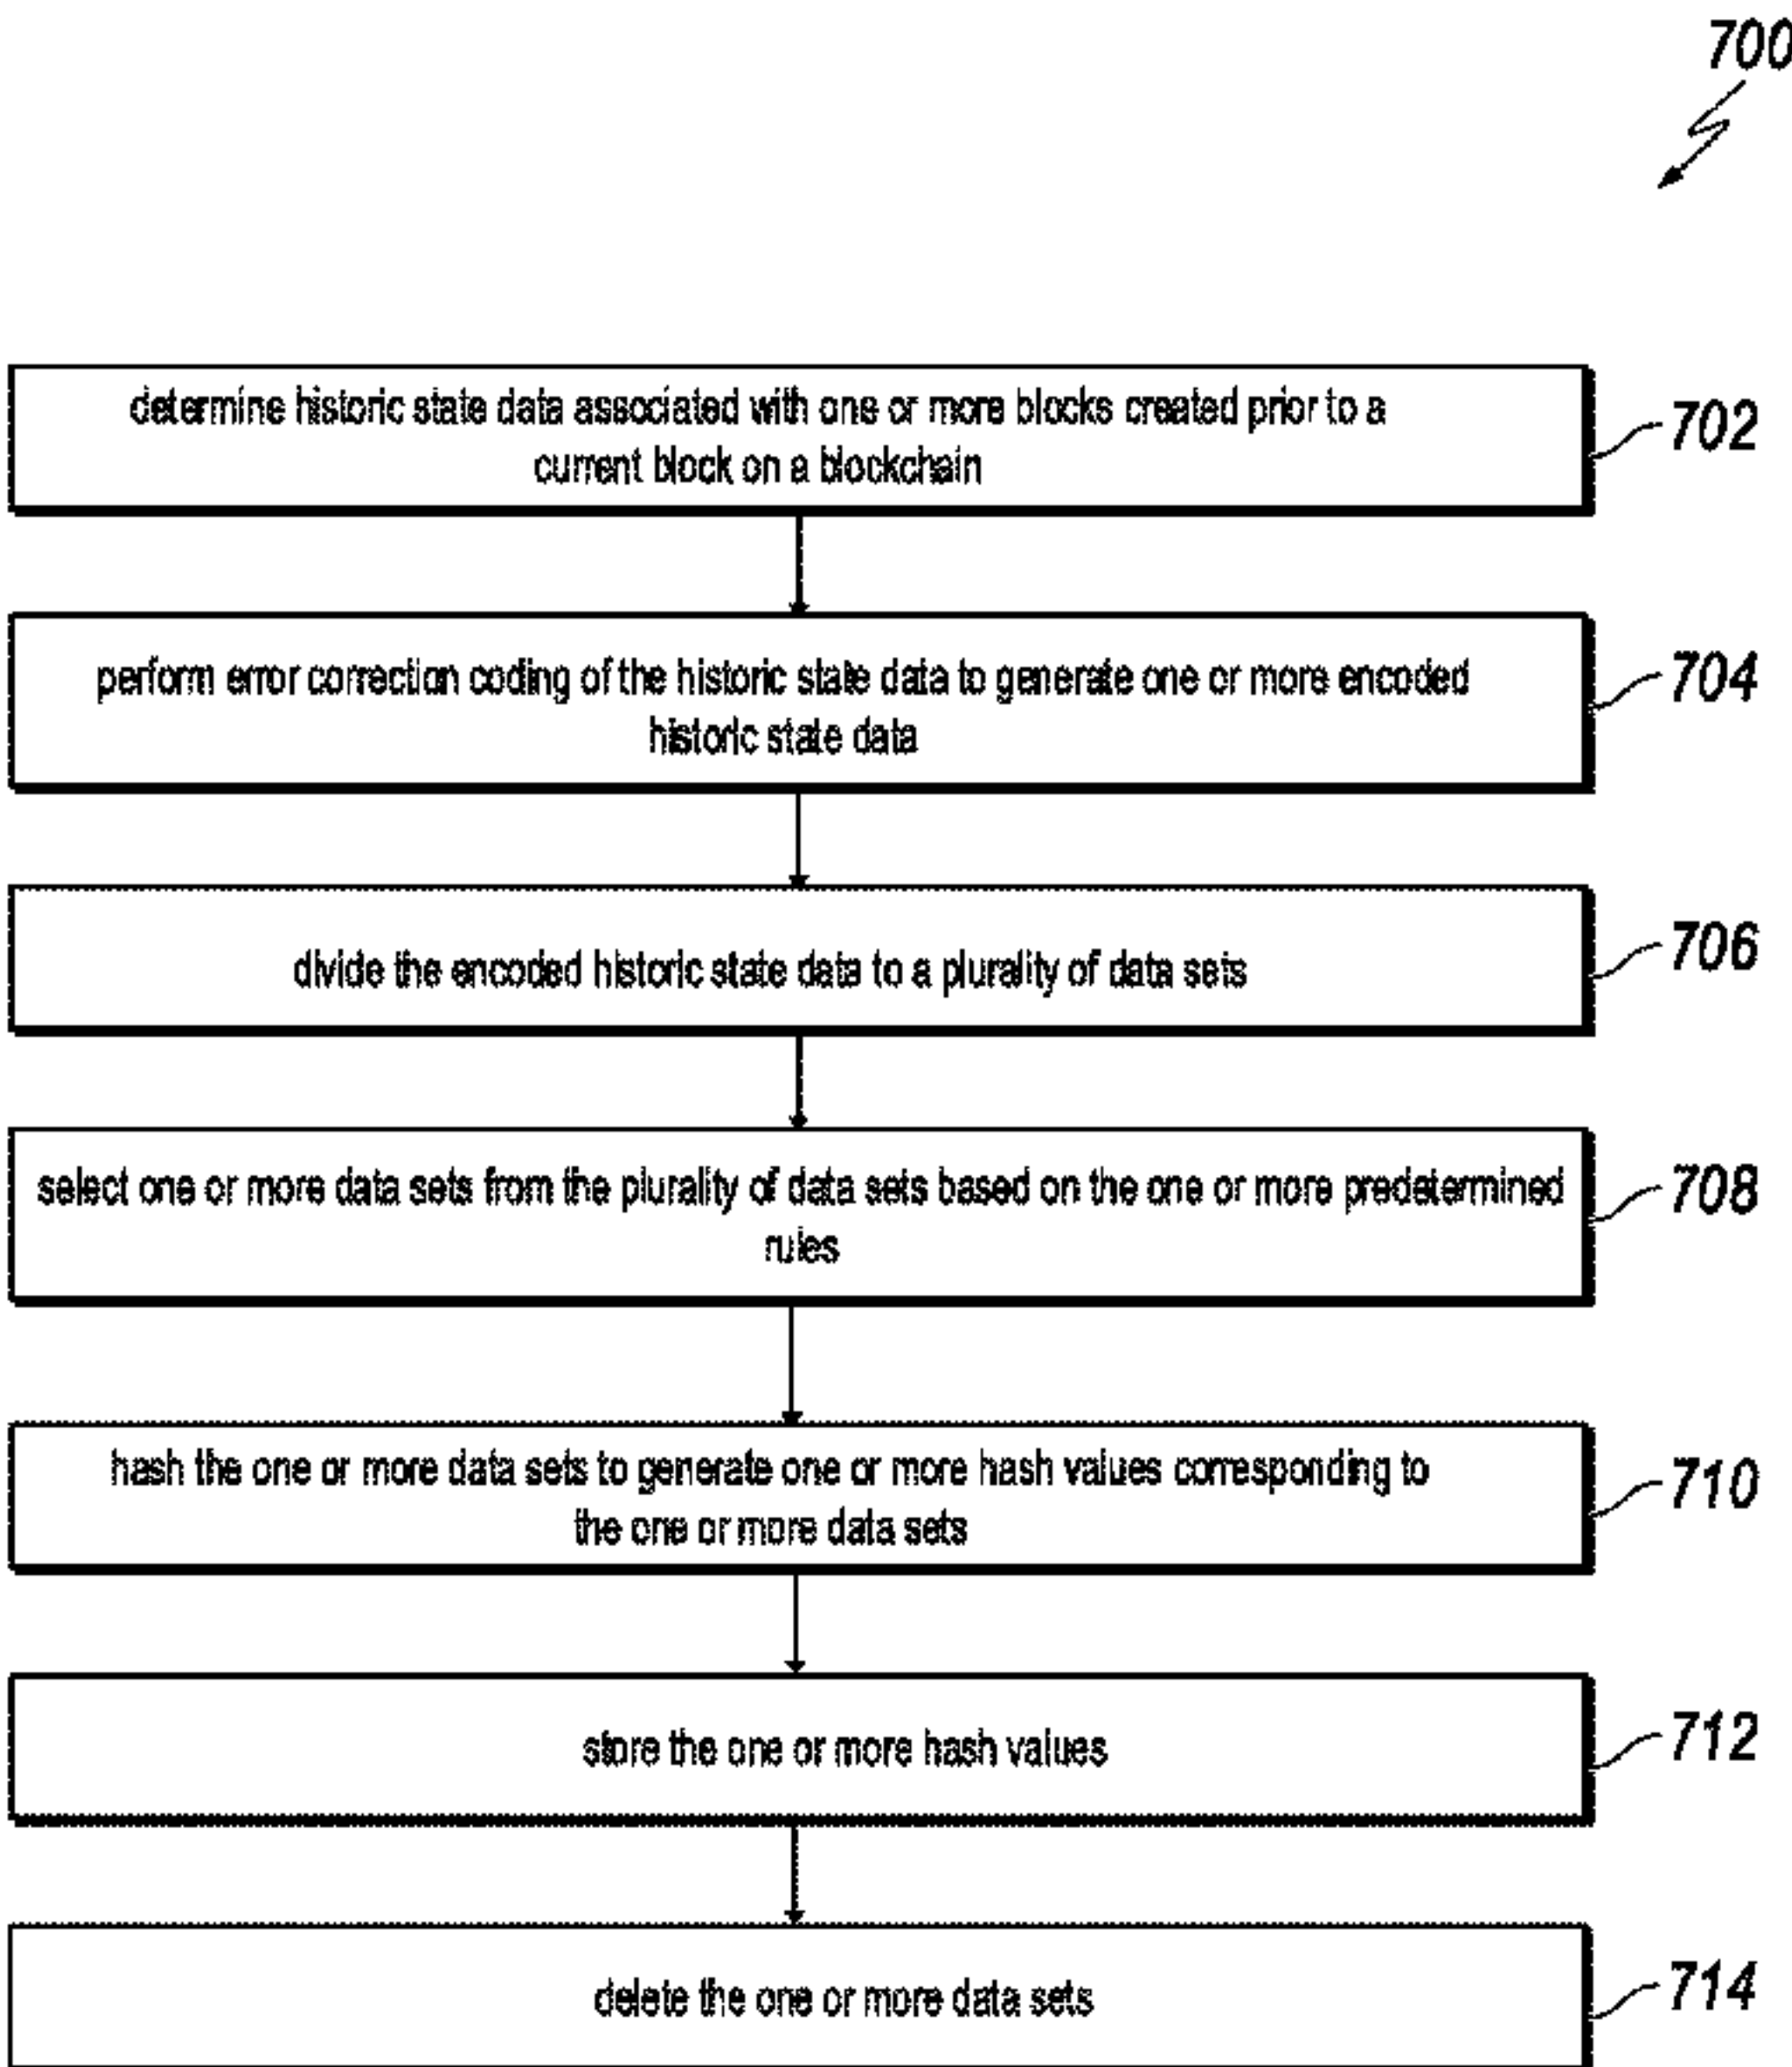 700
determine historic state data associated with one or more blocks created prior to a
current block on a blockchain
702
perform error correction coding of the historic state data to generate one or more encoded
historic state data
704
divide the encoded historic state data to a plurality of data sets
706
select one or more data sets from the plurality of data sets based on the one or more predetermined
rules
708
hash the one or more data sets to generate one or more hash values corresponding to
the one or more data sets
710
store the one or more hash values
712
delete the one or more data sets
714